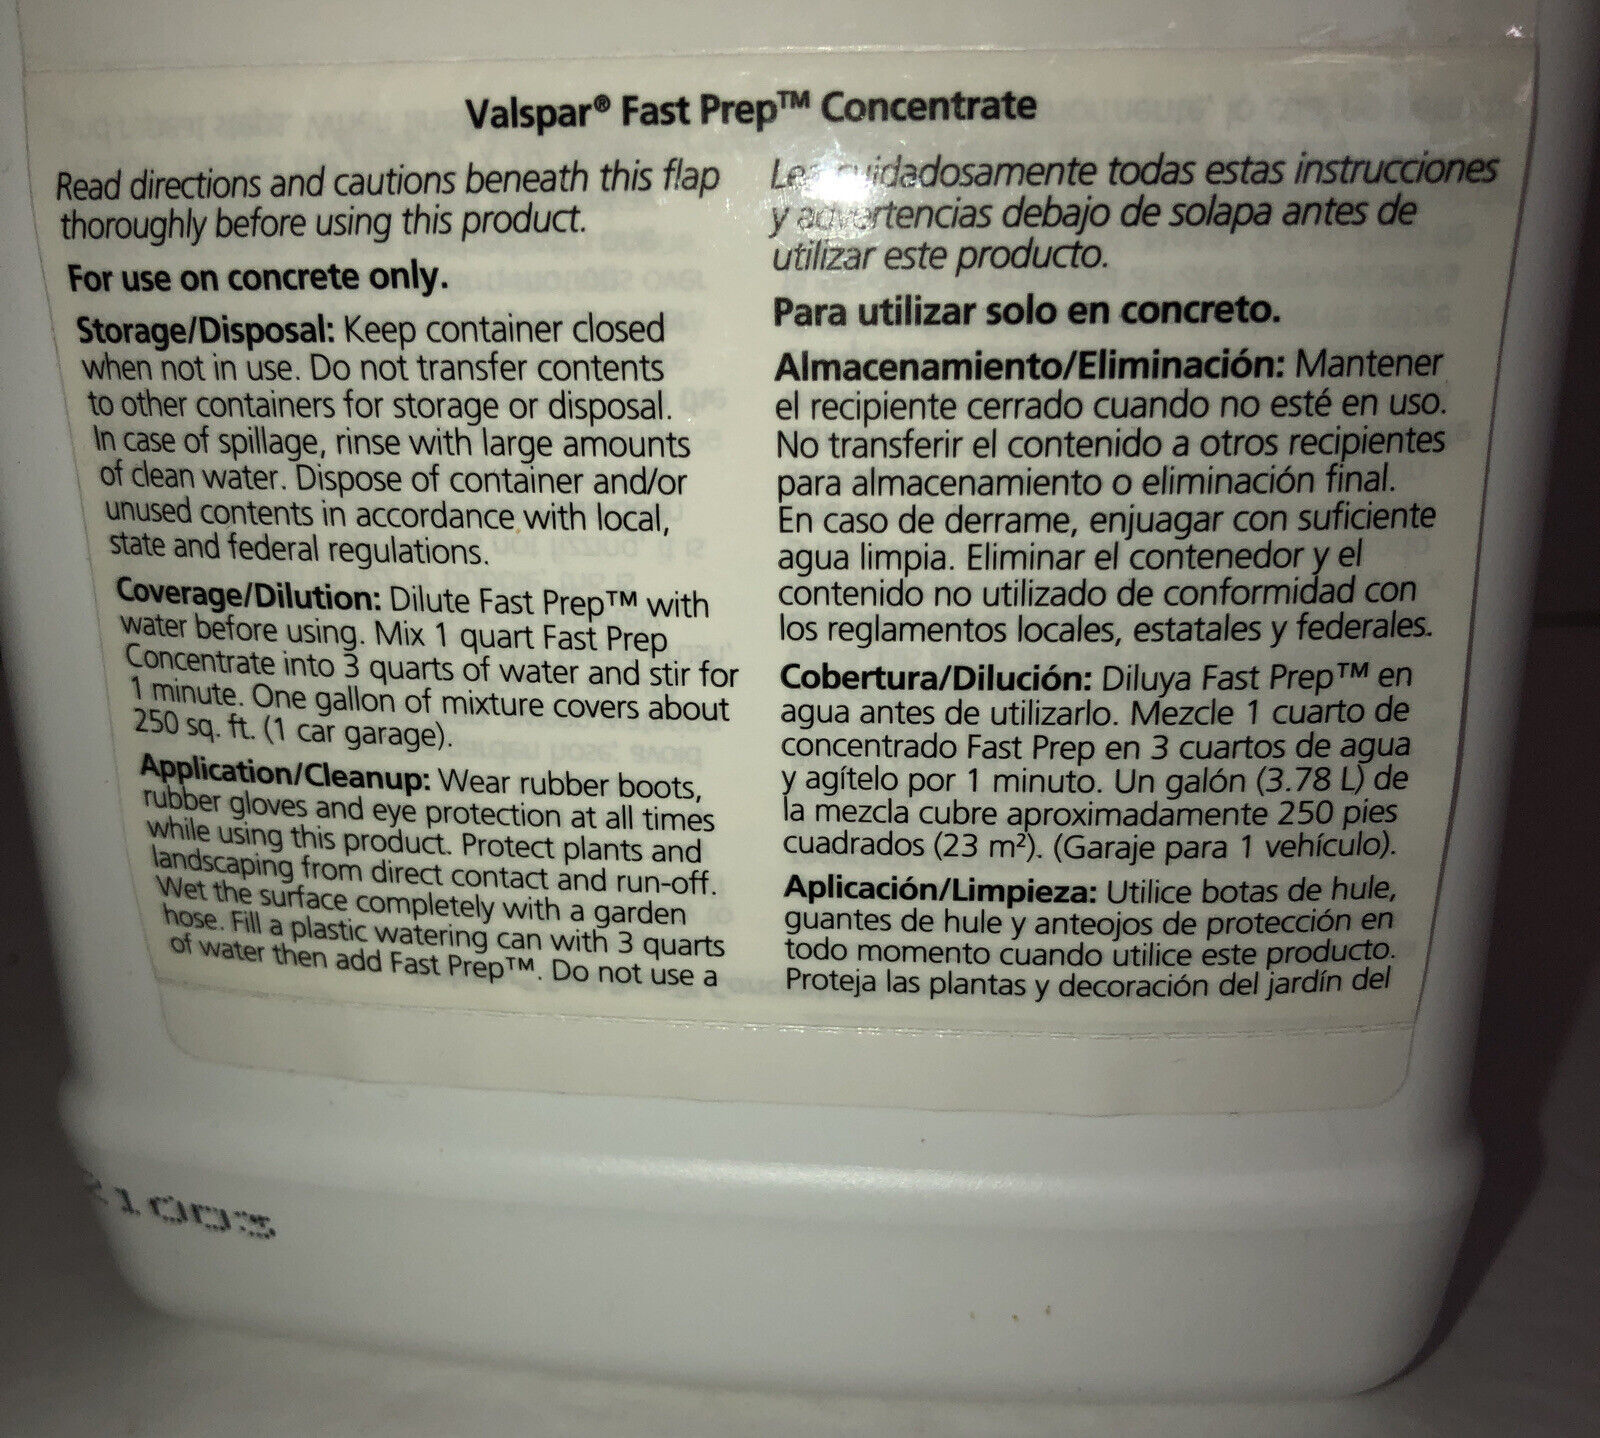 Valspar® Fast Prep™ Concentrate
Read directions and cautions beneath this flap
thoroughly before using this product.
For use on concrete only.
Storage/Disposal: Keep container closed
when not in use. Do not transfer contents
to other containers for storage or disposal.
In case of spillage, rinse with large amounts
of clean water. Dispose of container and/or
unused contents in accordance with local,
state and federal regulations.
Coverage/Dilution: Dilute Fast Prep™ with
water before using. Mix 1 quart Fast Prep
Concentrate into 3 quarts of water and stir for
1 minute. One gallon of mixture covers about
250 sq. ft. (1 car garage).
Application/Cleanup: Wear rubber boots,
rubber gloves and eye protection at all times
while using this product. Protect plants and
landscaping from direct contact and run-off.
Wet the surface completely with a garden
hose. Fill a plastic watering can with 3 quarts
of water then add Fast Prep™. Do not use a
Lea cuidadosamente todas estas instrucciones
y advertencias debajo de solapa antes de
utilizar este producto.
Para utilizar solo en concreto.
Almacenamiento/Eliminación: Mantener
el recipiente cerrado cuando no esté en uso.
No transferir el contenido a otros recipientes
para almacenamiento o eliminación final.
En caso de derrame, enjuagar con suficiente
agua limpia. Eliminar el contenedor y el
contenido no utilizado de conformidad con
los reglamentos locales, estatales y federales.
Cobertura/Dilución: Diluya Fast Prep™ en
agua antes de utilizarlo. Mezcle 1 cuarto de
concentrado Fast Prep en 3 cuartos de agua
y agítelo por 1 minuto. Un galón (3.78 L) de
la mezcla cubre aproximadamente 250 pies
cuadrados (23 m²). (Garaje para 1 vehículo).
Aplicación/Limpieza: Utilice botas de hule,
guantes de hule y anteojos de protección en
todo momento cuando utilice este producto.
Proteja las plantas y decoración del jardín del